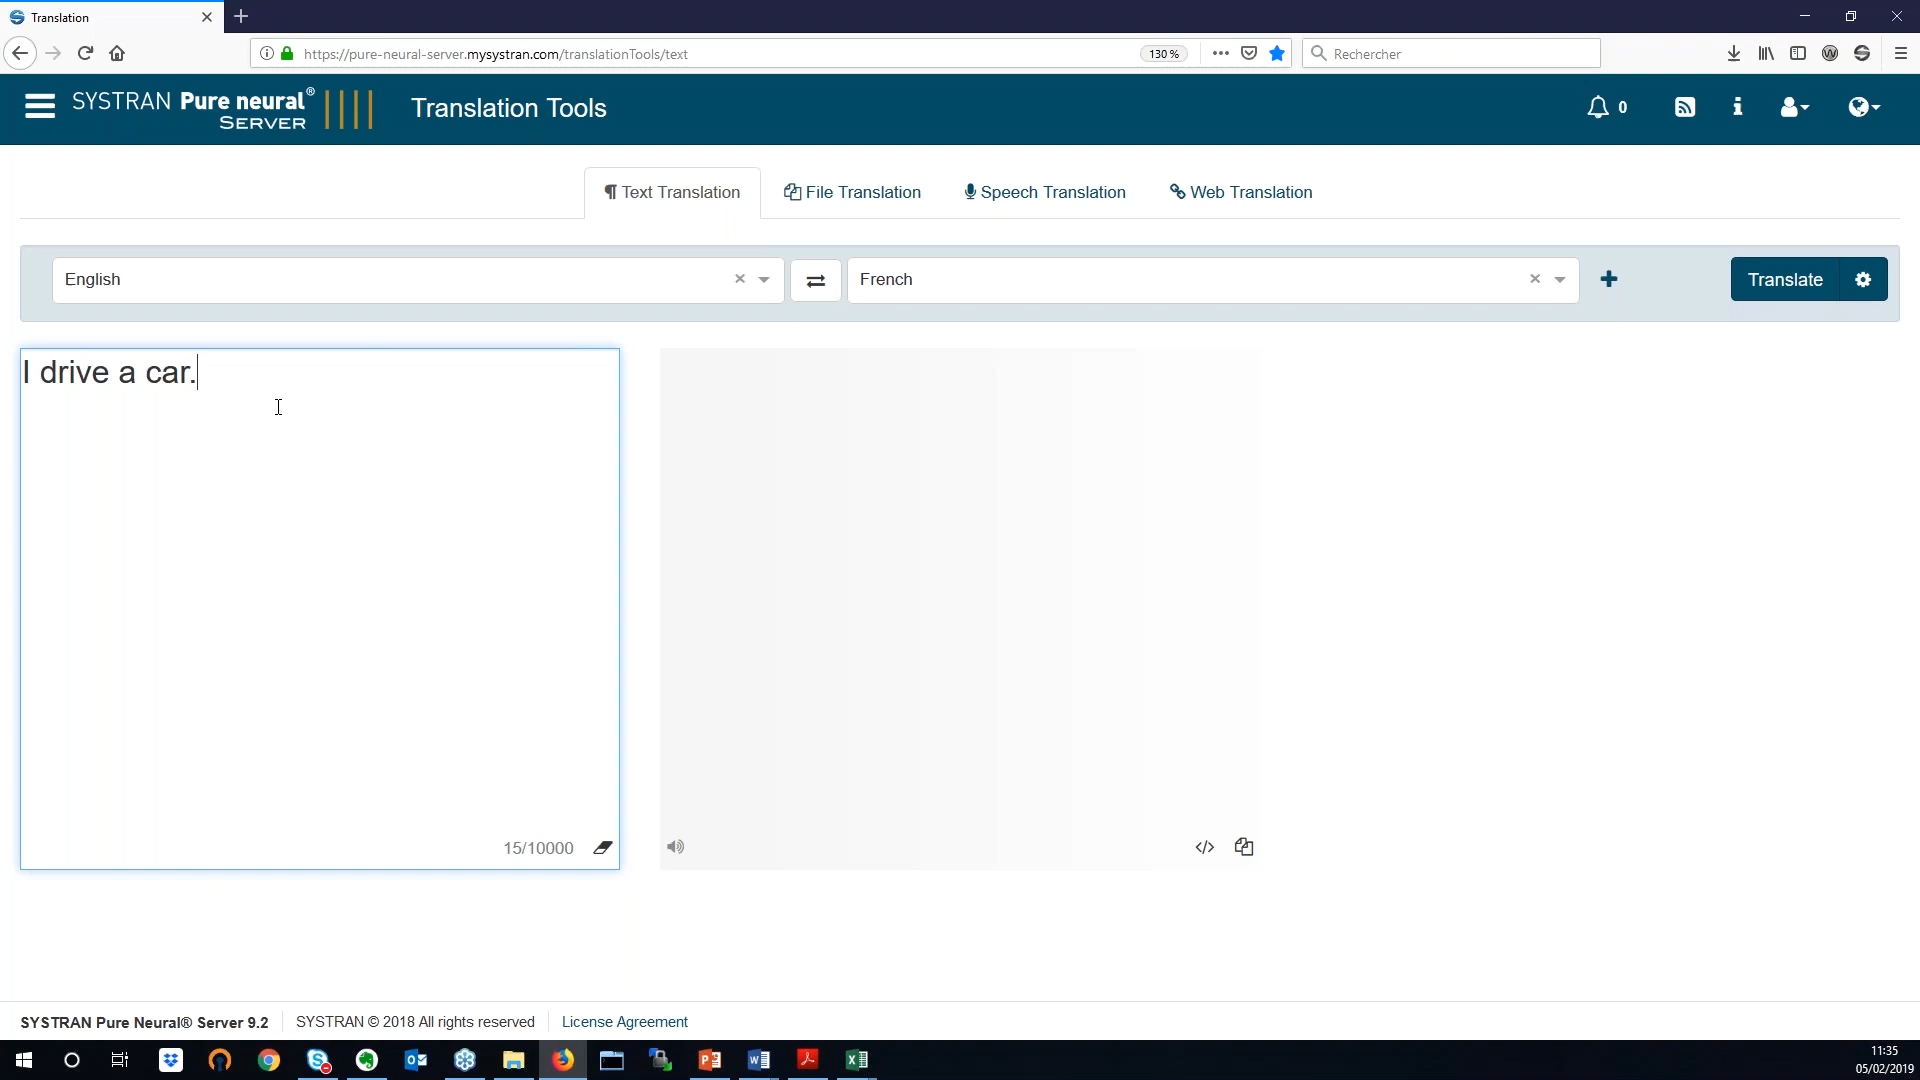 Translation
https://pure-neural-server.mysystran.com/translationTools/text
130 %
Rechercher
SYSTRAN Pure neural®
SERVER
Translation Tools
0
Text Translation
File Translation
Speech Translation
Web Translation
English
French
Translate
I drive a car.
15/10000
SYSTRAN Pure Neural® Server 9.2
SYSTRAN © 2018 All rights reserved
License Agreement
11:35
05/02/2019